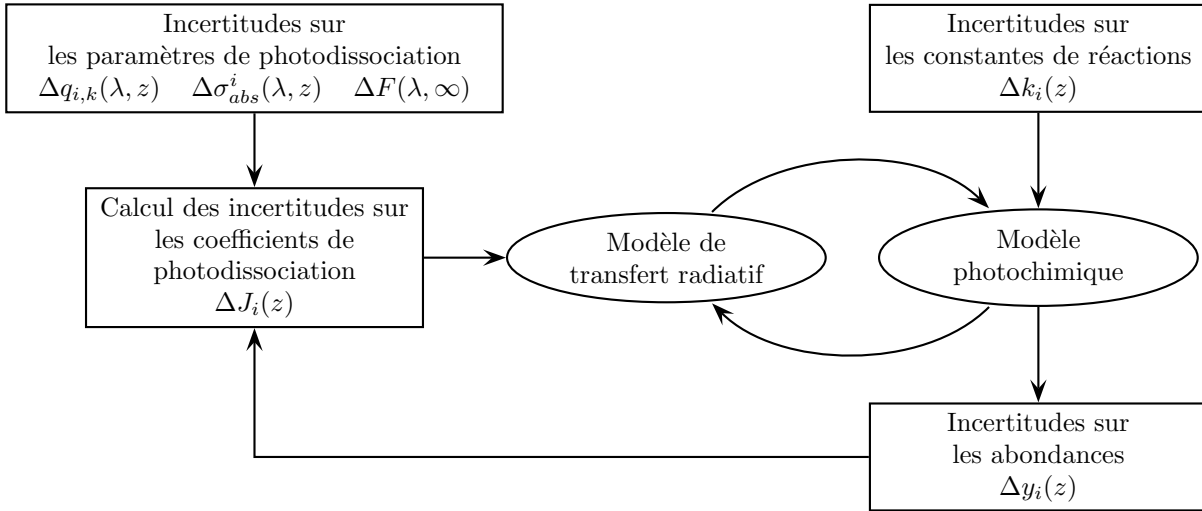 Incertitudes sur
les paramètres de photodissociation
Δq_{i,k}(λ, z) Δσ^i_{abs}(λ, z) ΔF(λ, ∞)
Incertitudes sur
les constantes de réactions
Δk_i(z)
Calcul des incertitudes sur
les coefficients de
photodissociation
ΔJ_i(z)
Modèle de
transfert radiatif
Modèle
photochimique
Incertitudes sur
les abondances
Δy_i(z)